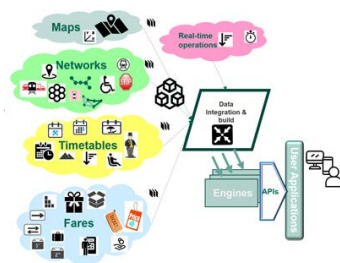 Maps
Real-time
operations
Networks
Data
Integration &
build
Timetables
Engines
APIs
User Applications
Fares